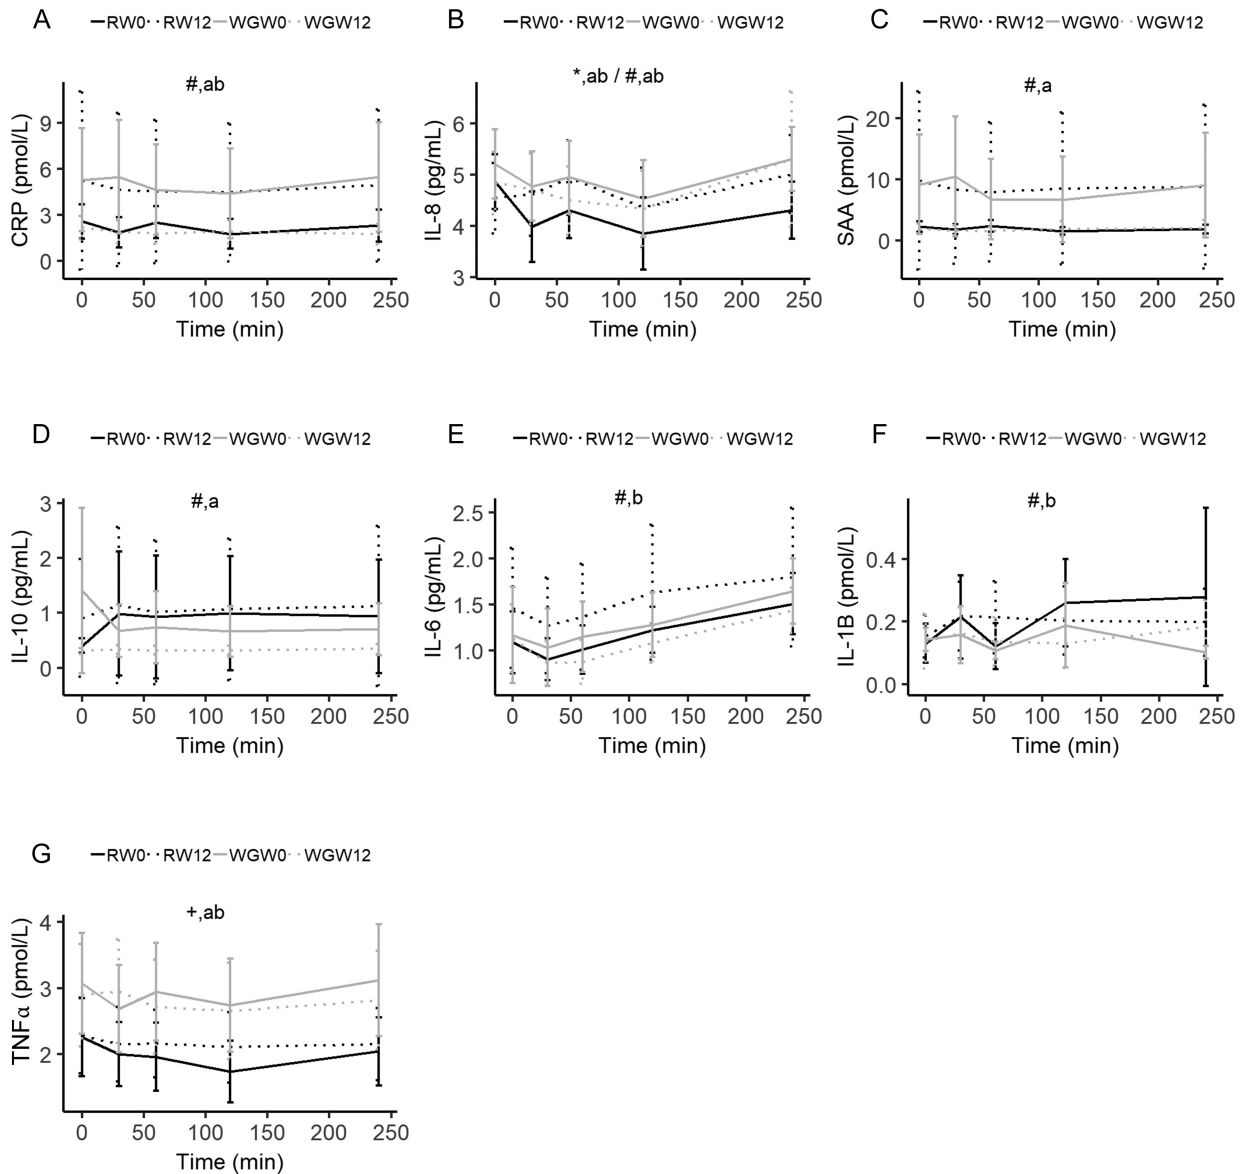 A RW0 RW12 WGW0 WGW12
#,ab
CRP (pmol/L)
9
6
3
0
0 50 100 150 200 250
Time (min)
B RW0 RW12 WGW0 WGW12
*,ab / #,ab
IL-8 (pg/mL)
6
5
4
3
0 50 100 150 200 250
Time (min)
C RW0 RW12 WGW0 WGW12
#,a
SAA (pmol/L)
20
10
0
0 50 100 150 200 250
Time (min)
D RW0 RW12 WGW0 WGW12
#,a
IL-10 (pg/mL)
3
2
1
0
0 50 100 150 200 250
Time (min)
E RW0 RW12 WGW0 WGW12
#,b
IL-6 (pg/mL)
2.5
2.0
1.5
1.0
0 50 100 150 200 250
Time (min)
F RW0 RW12 WGW0 WGW12
#,b
IL-1B (pmol/L)
0.4
0.2
0.0
0 50 100 150 200 250
Time (min)
G RW0 RW12 WGW0 WGW12
+,ab
TNFα (pmol/L)
4
3
2
0 50 100 150 200 250
Time (min)